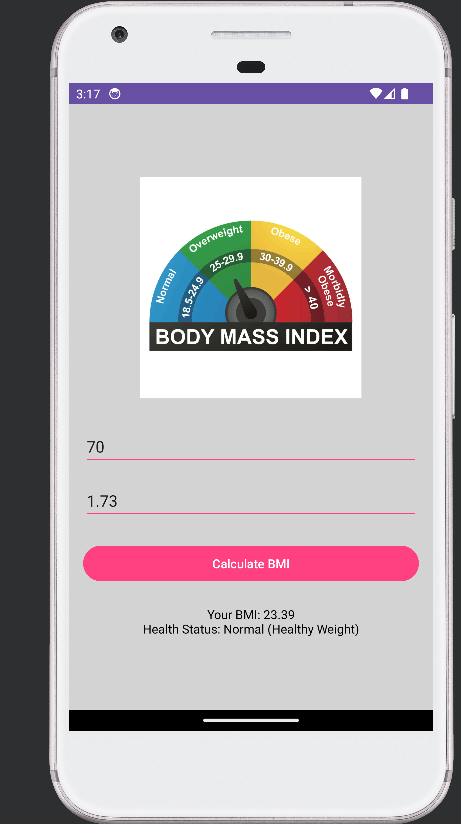 3:17
Normal
Overweight
Obese
Morbidly
Obese
18.5-24.9
25-29.9
30-39.9
> 40
BODY MASS INDEX
70
1.73
Calculate BMI
Your BMI: 23.39
Health Status: Normal (Healthy Weight)